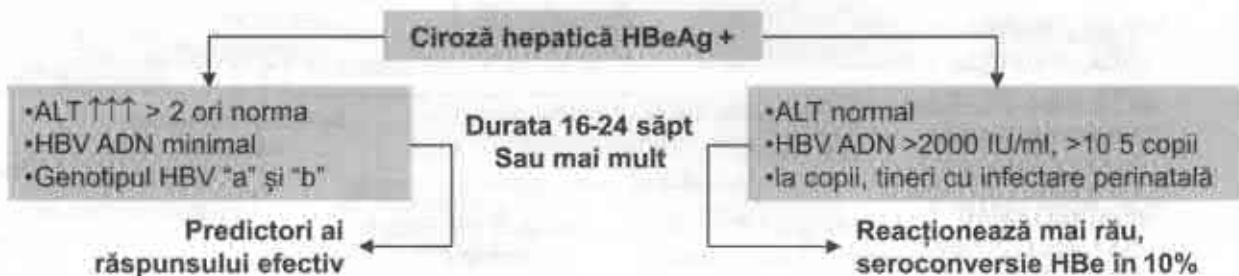 Ciroză hepatică HBeAg +
•ALT ↑↑↑ > 2 ori norma
•HBV ADN minimal
•Genotipul HBV "a" și "b"
Durata 16-24 săpt
Sau mai mult
•ALT normal
•HBV ADN >2000 IU/ml, >10 5 copii
•la copii, tineri cu infectare perinatală
Predictori ai
răspunsului efectiv
Reacționează mai rău,
seroconversie HBe în 10%